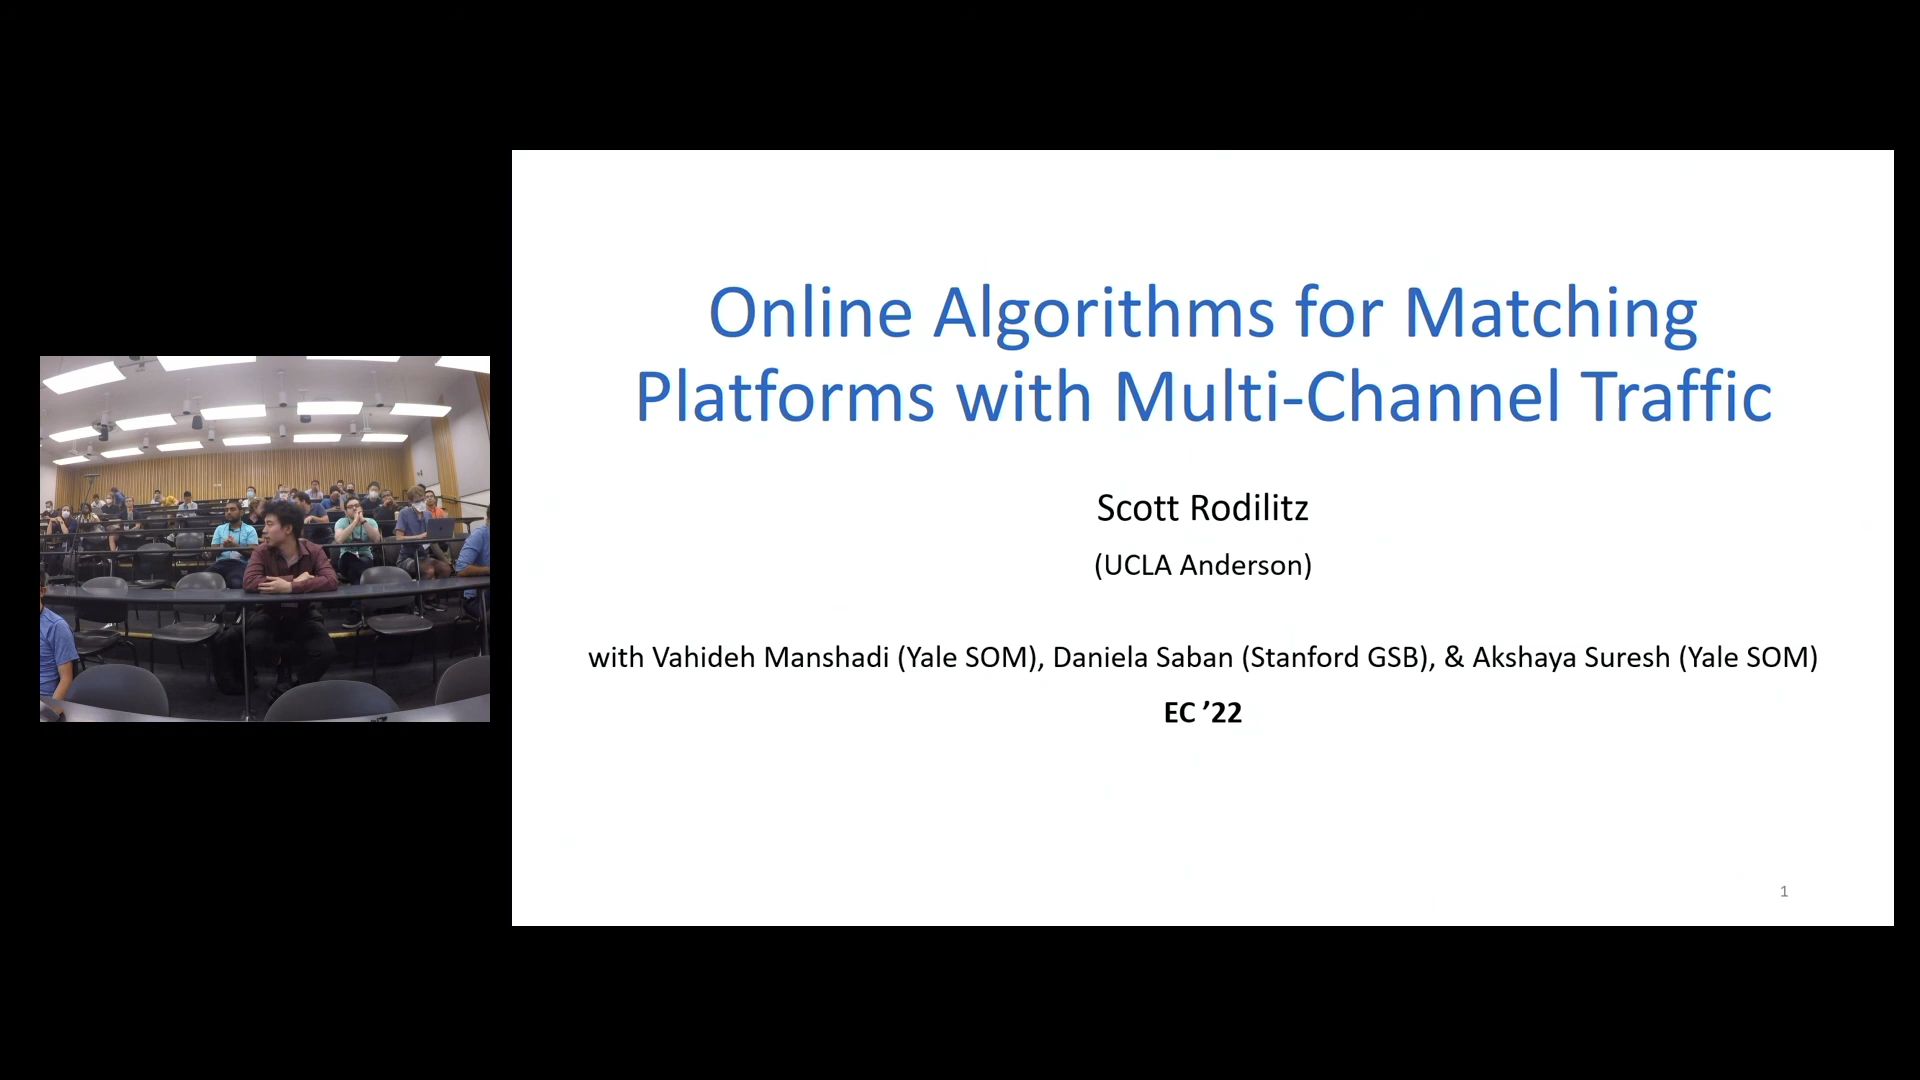 Online Algorithms for Matching
Platforms with Multi-Channel Traffic
Scott Rodilitz
(UCLA Anderson)
with Vahideh Manshadi (Yale SOM), Daniela Saban (Stanford GSB), & Akshaya Suresh (Yale SOM)
EC ’22
1